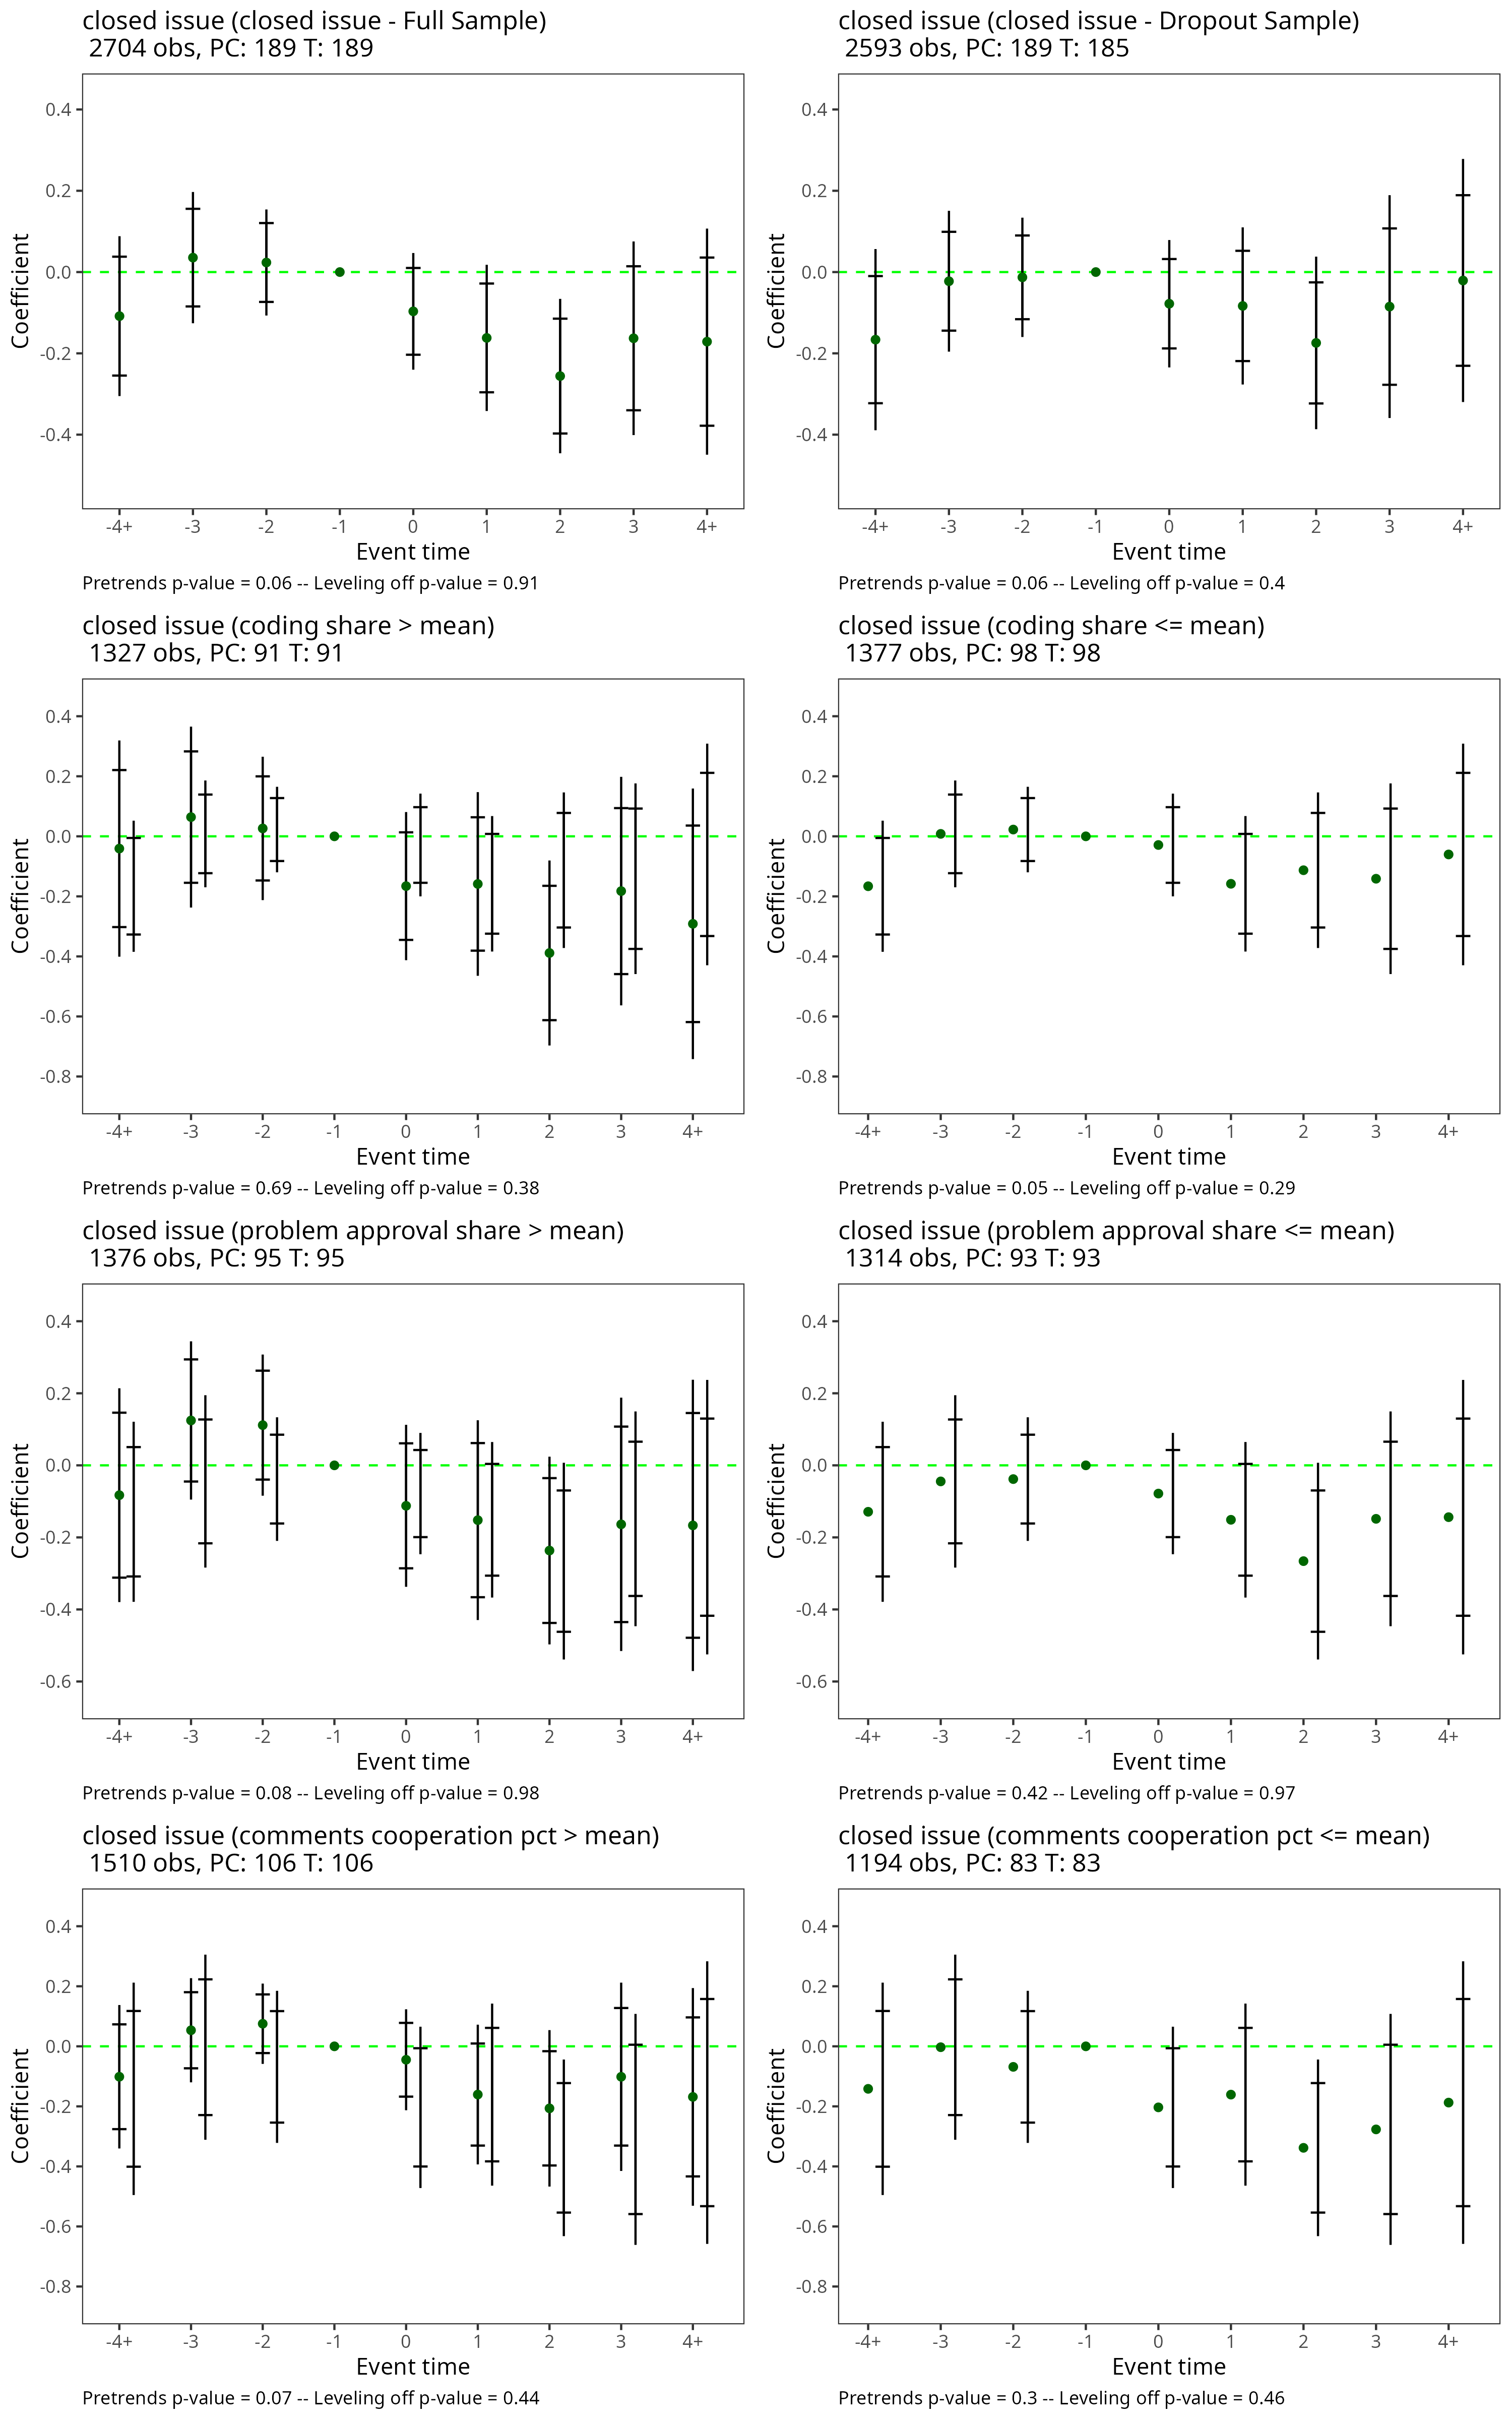 closed issue (closed issue - Full Sample)
2704 obs, PC: 189 T: 189
0.4
0.2
0.0
-0.2
-0.4
Coefficient
-4+ -3 -2 -1 0 1 2 3 4+
Event time
Pretrends p-value = 0.06 -- Leveling off p-value = 0.91
closed issue (closed issue - Dropout Sample)
2593 obs, PC: 189 T: 185
0.4
0.2
0.0
-0.2
-0.4
Coefficient
-4+ -3 -2 -1 0 1 2 3 4+
Event time
Pretrends p-value = 0.06 -- Leveling off p-value = 0.4
closed issue (coding share > mean)
1327 obs, PC: 91 T: 91
0.4
0.2
0.0
-0.2
-0.4
-0.6
-0.8
Coefficient
-4+ -3 -2 -1 0 1 2 3 4+
Event time
Pretrends p-value = 0.69 -- Leveling off p-value = 0.38
closed issue (coding share <= mean)
1377 obs, PC: 98 T: 98
0.4
0.2
0.0
-0.2
-0.4
-0.6
-0.8
Coefficient
-4+ -3 -2 -1 0 1 2 3 4+
Event time
Pretrends p-value = 0.05 -- Leveling off p-value = 0.29
closed issue (problem approval share > mean)
1376 obs, PC: 95 T: 95
0.4
0.2
0.0
-0.2
-0.4
-0.6
Coefficient
-4+ -3 -2 -1 0 1 2 3 4+
Event time
Pretrends p-value = 0.08 -- Leveling off p-value = 0.98
closed issue (problem approval share <= mean)
1314 obs, PC: 93 T: 93
0.4
0.2
0.0
-0.2
-0.4
-0.6
Coefficient
-4+ -3 -2 -1 0 1 2 3 4+
Event time
Pretrends p-value = 0.42 -- Leveling off p-value = 0.97
closed issue (comments cooperation pct > mean)
1510 obs, PC: 106 T: 106
0.4
0.2
0.0
-0.2
-0.4
-0.6
-0.8
Coefficient
-4+ -3 -2 -1 0 1 2 3 4+
Event time
Pretrends p-value = 0.07 -- Leveling off p-value = 0.44
closed issue (comments cooperation pct <= mean)
1194 obs, PC: 83 T: 83
0.4
0.2
0.0
-0.2
-0.4
-0.6
-0.8
Coefficient
-4+ -3 -2 -1 0 1 2 3 4+
Event time
Pretrends p-value = 0.3 -- Leveling off p-value = 0.46